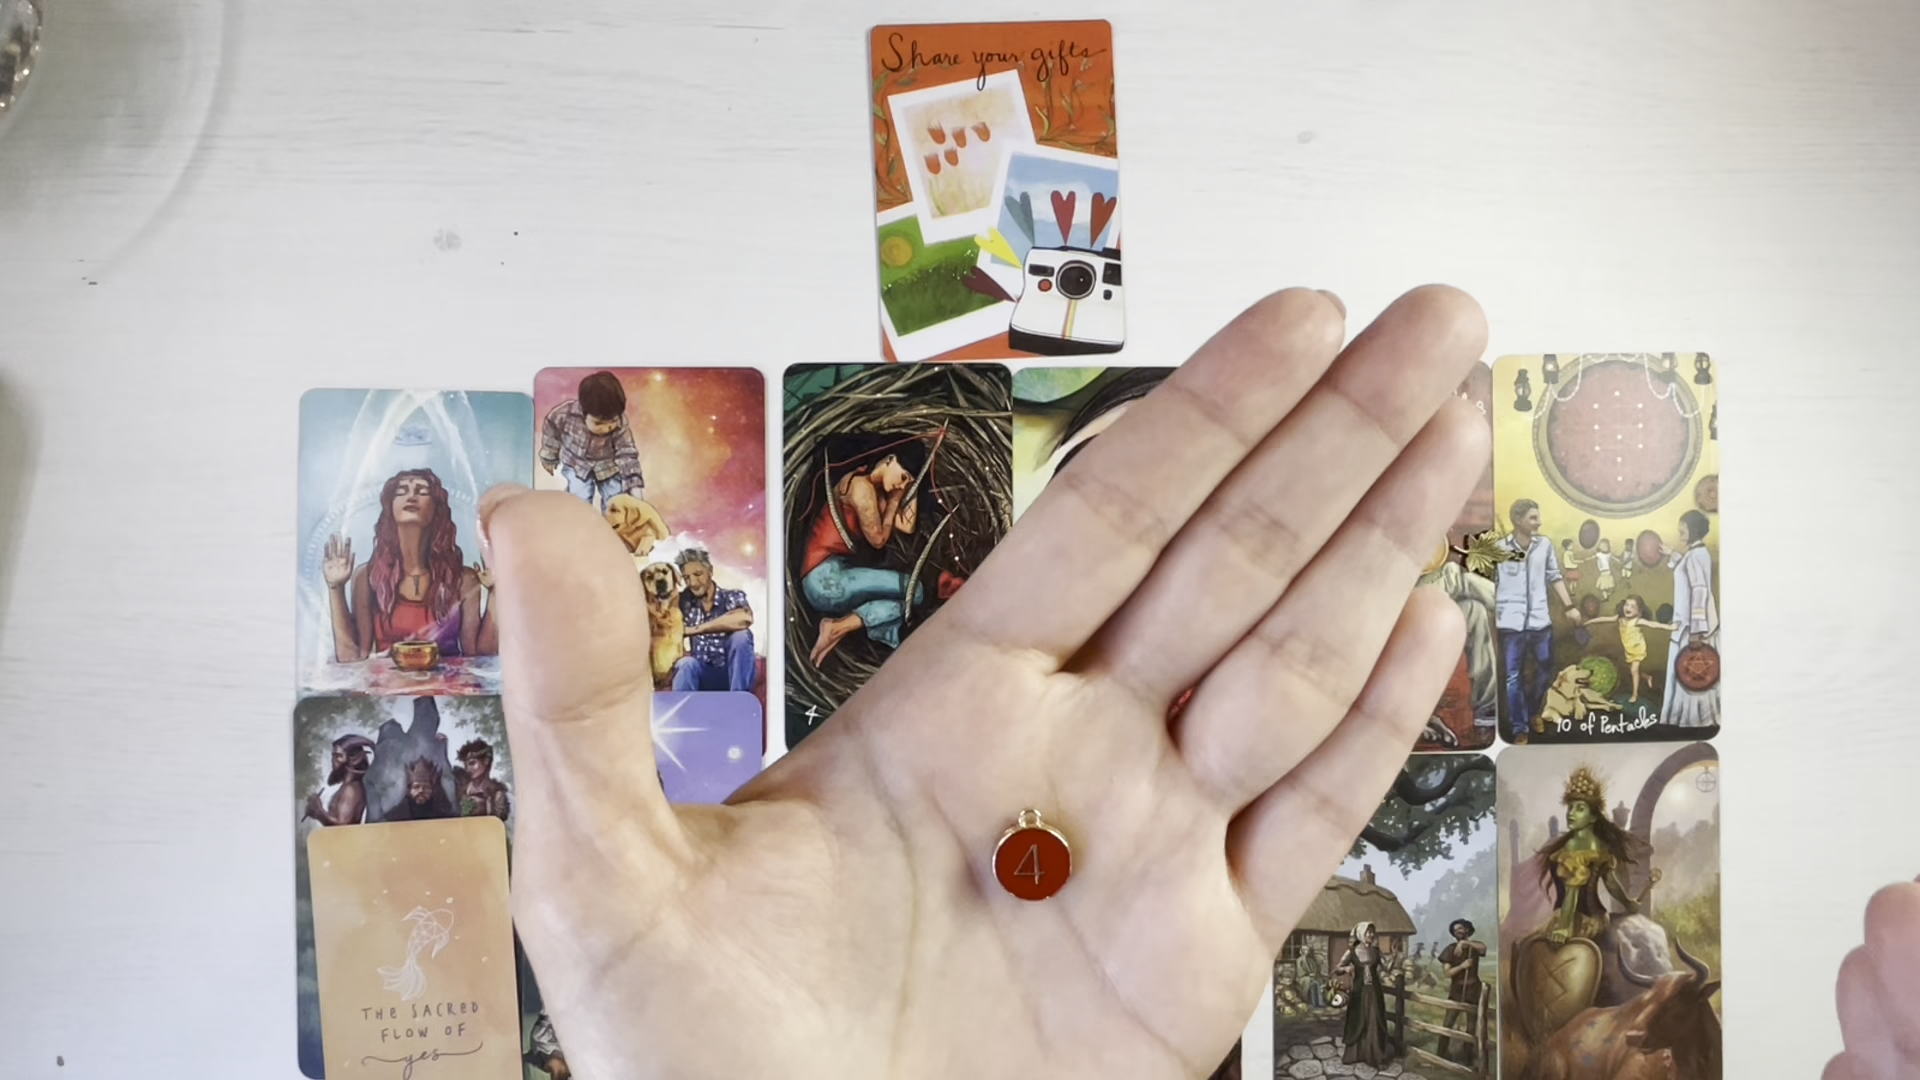 Share your gifts
4
10 of Pentacles
4
THE SACRED
FLOW OF
yes